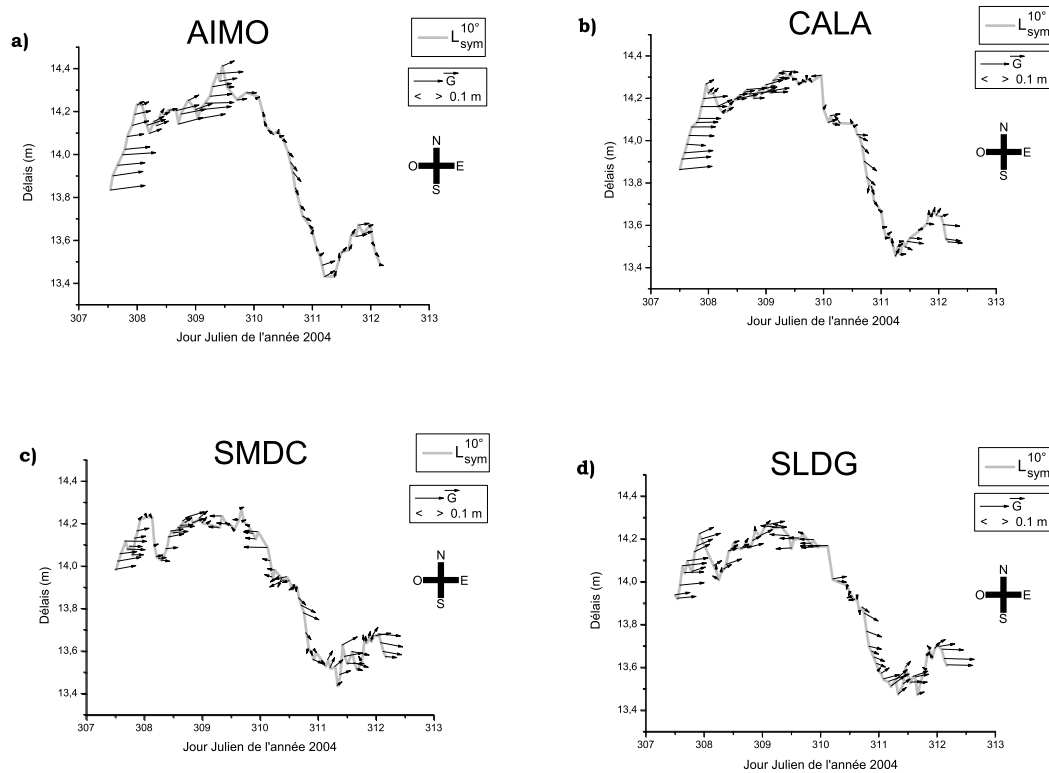 a)
AIMO
L 10° sym
G
< > 0.1 m
N
O E
S
Délais (m)
14,4
14,2
14,0
13,8
13,6
13,4
307 308 309 310 311 312 313
Jour Julien de l'année 2004
b)
CALA
L 10° sym
G
< > 0.1 m
N
O E
S
Délais (m)
14,4
14,2
14,0
13,8
13,6
13,4
307 308 309 310 311 312 313
Jour Julien de l'année 2004
c)
SMDC
L 10° sym
G
< > 0.1 m
N
O E
S
Délais (m)
14,4
14,2
14,0
13,8
13,6
13,4
307 308 309 310 311 312 313
Jour Julien de l'année 2004
d)
SLDG
L 10° sym
G
< > 0.1 m
N
O E
S
Délais (m)
14,4
14,2
14,0
13,8
13,6
13,4
307 308 309 310 311 312 313
Jour Julien de l'année 2004